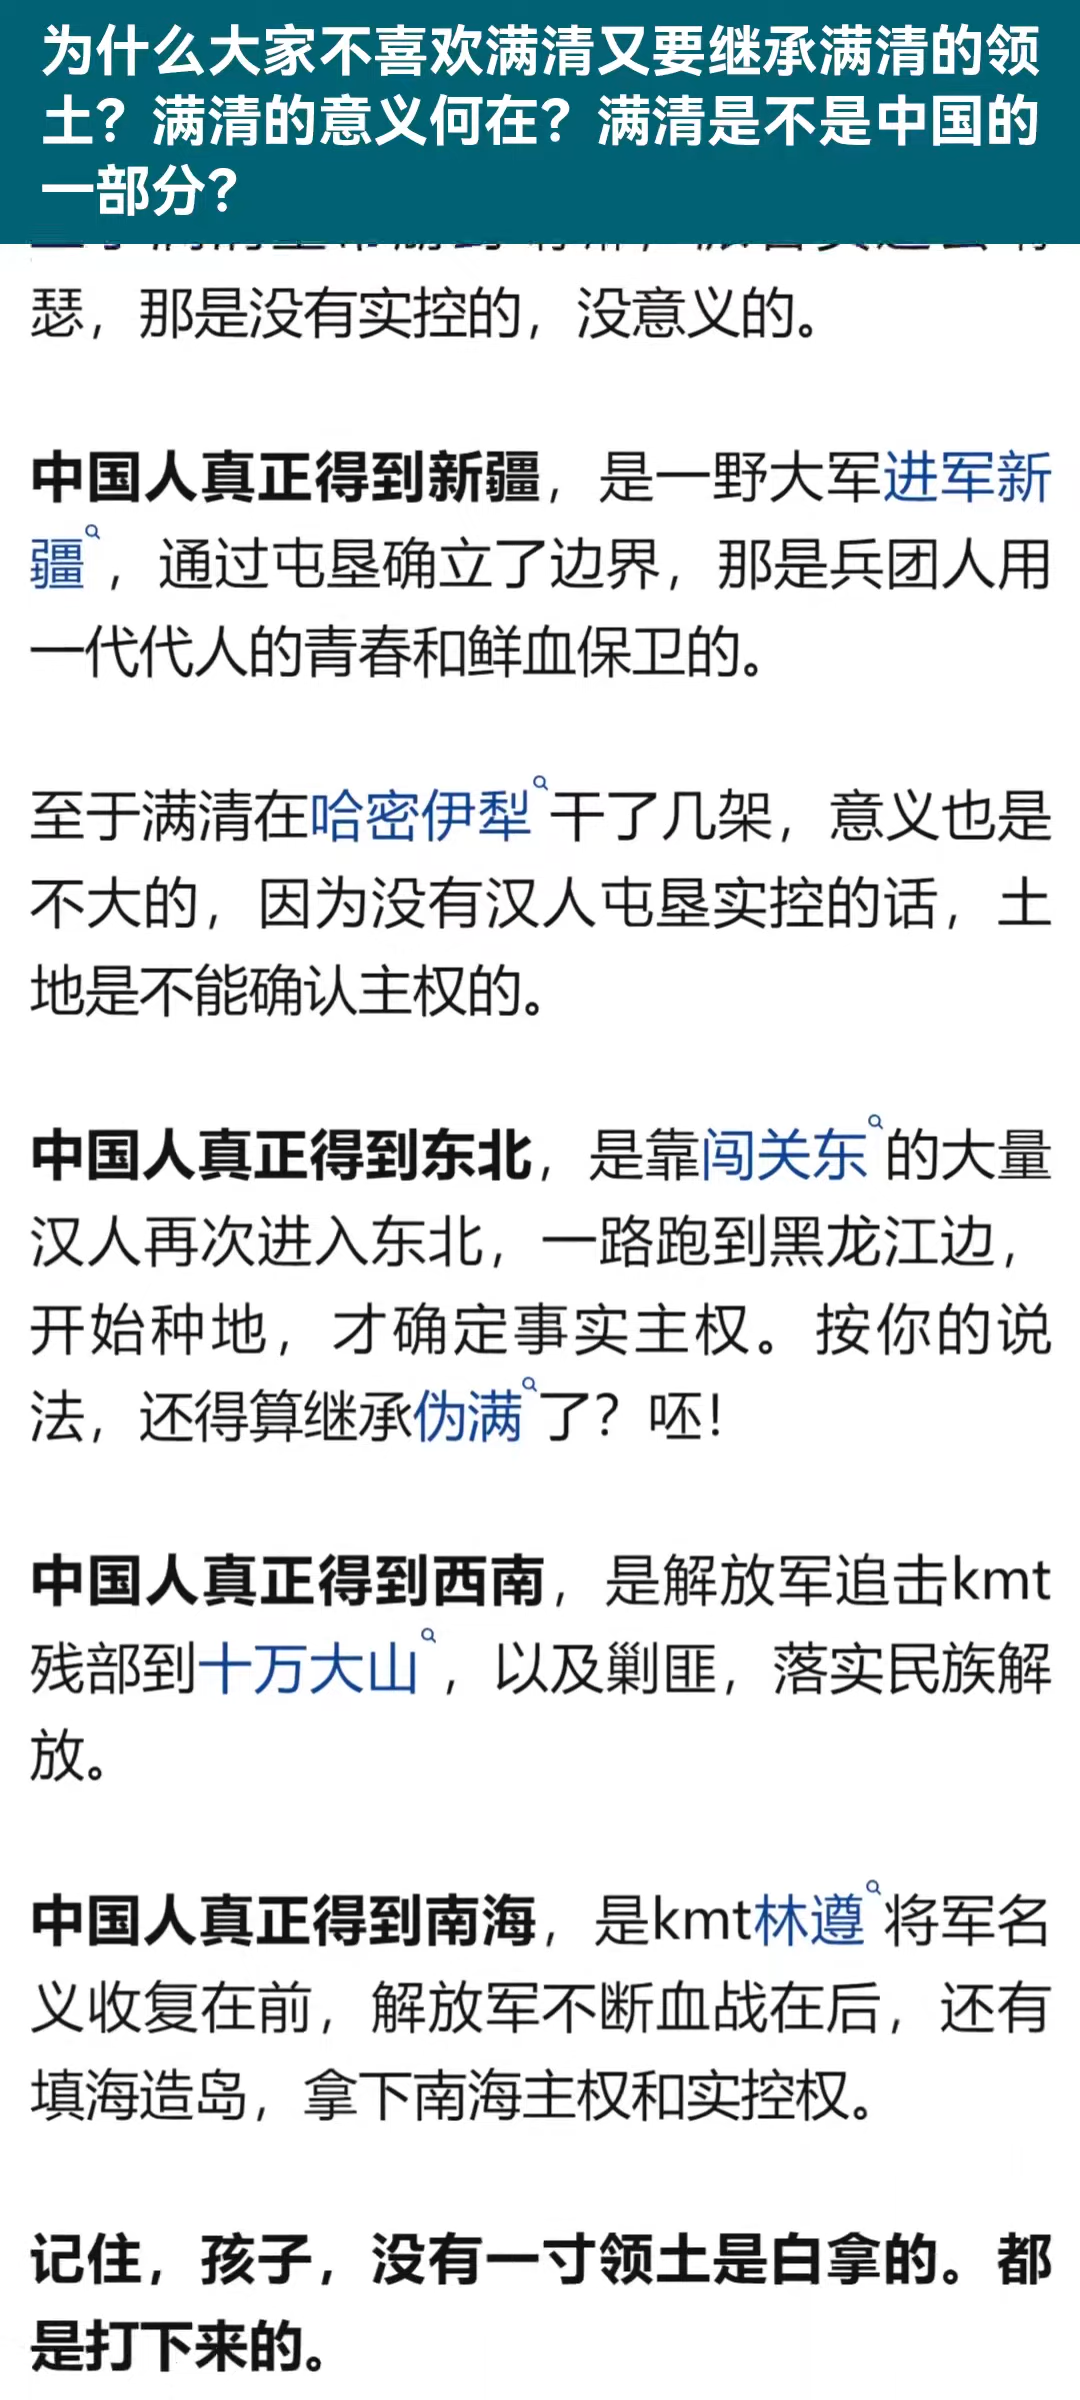 为什么大家不喜欢满清又要继承满清的领
土？满清的意义何在？满清是不是中国的
一部分？
瑟，那是没有实控的，没意义的。
中国人真正得到新疆，是一野大军进军新
疆，通过屯垦确立了边界，那是兵团人用
一代代人的青春和鲜血保卫的。
至于满清在哈密伊犁干了几架，意义也是
不大的，因为没有汉人屯垦实控的话，土
地是不能确认主权的。
中国人真正得到东北，是靠闯关东的大量
汉人再次进入东北，一路跑到黑龙江边，
开始种地，才确定事实主权。按你的说
法，还得算继承伪满了？呸！
中国人真正得到西南，是解放军追击kmt
残部到十万大山，以及剿匪，落实民族解
放。
中国人真正得到南海，是kmt林遵将军名
义收复在前，解放军不断血战在后，还有
填海造岛，拿下南海主权和实控权。
记住，孩子，没有一寸领土是白拿的。都
是打下来的。